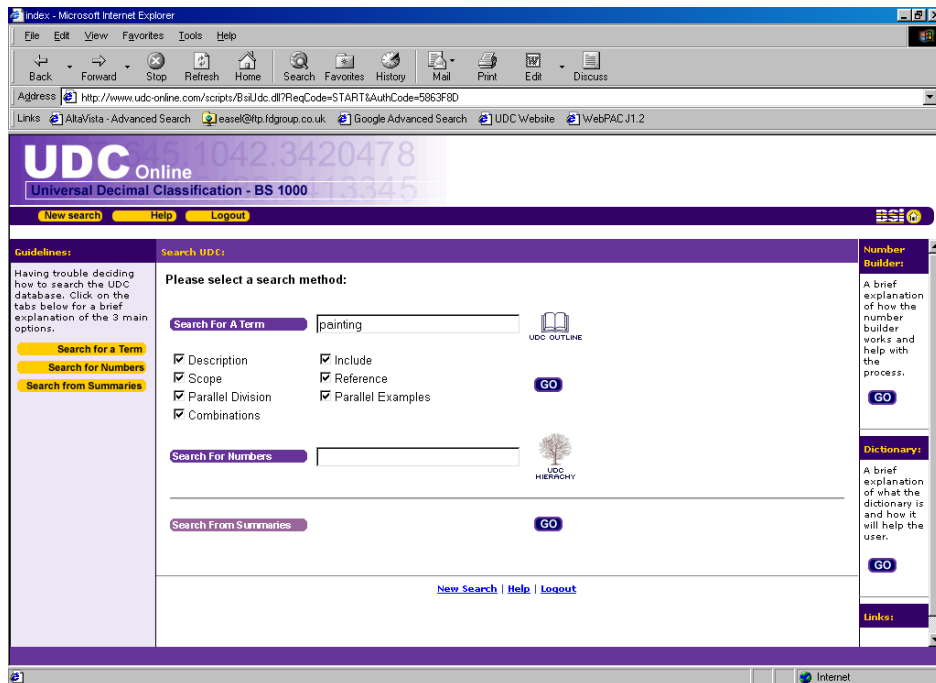 index - Microsoft Internet Explorer
File Edit View Favorites Tools Help
Back Forward Stop Refresh Home Search Favorites History Mail Print Edit Discuss
Address http://www.udc-online.com/scripts/BsiUdc.dll?ReqCode=START&AuthCode=5863F8D
Links AltaVista - Advanced Search easel@ftp.fdgroup.co.uk Google Advanced Search UDC Website WebPAC J1.2
UDC Online
Universal Decimal Classification - BS 1000
New search Help Logout BSI
Guidelines:
Having trouble deciding
how to search the UDC
database. Click on the
tabs below for a brief
explanation of the 3 main
options.
Search for a Term
Search for Numbers
Search from Summaries
Search UDC:
Please select a search method:
Search For A Term painting
UDC OUTLINE
Description Include
Scope Reference
GO
Parallel Division Parallel Examples
Combinations
Search For Numbers
UDC
HIERACHY
Search From Summaries GO
New Search | Help | Logout
Number
Builder:
A brief
explanation
of how the
number
builder
works and
help with
the
process.
GO
Dictionary:
A brief
explanation
of what the
dictionary is
and how it
will help the
user.
GO
Links:
Internet